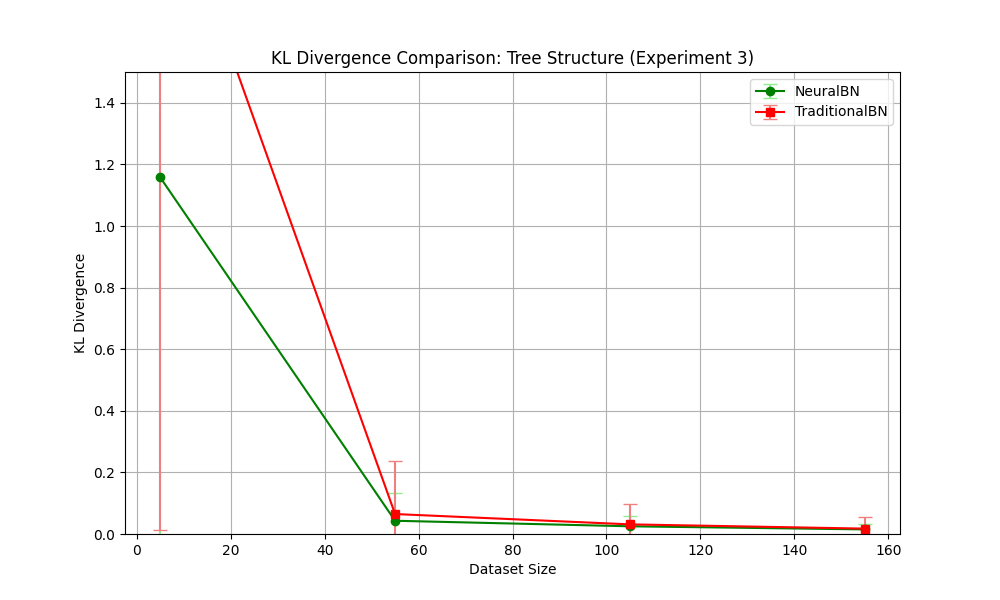 KL Divergence Comparison: Tree Structure (Experiment 3)
NeuralBN
TraditionalBN
KL Divergence
1.4
1.2
1.0
0.8
0.6
0.4
0.2
0.0
0 20 40 60 80 100 120 140 160
Dataset Size